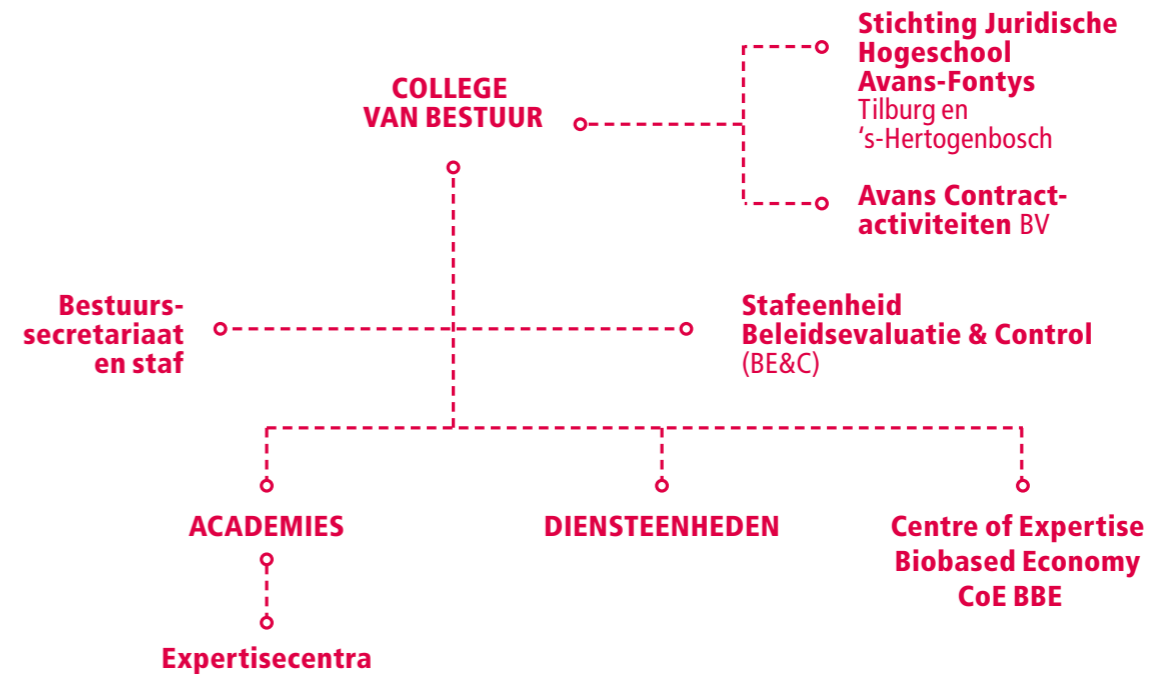 COLLEGE
VAN BESTUUR
Stichting Juridische
Hogeschool
Avans-Fontys
Tilburg en
‘s-Hertogenbosch
Avans Contract-
activiteiten BV
Bestuurs-
secretariaat
en staf
Stafeenheid
Beleidsevaluatie & Control
(BE&C)
ACADEMIES
DIENSTEENHEDEN
Centre of Expertise
Biobased Economy
CoE BBE
Expertisecentra